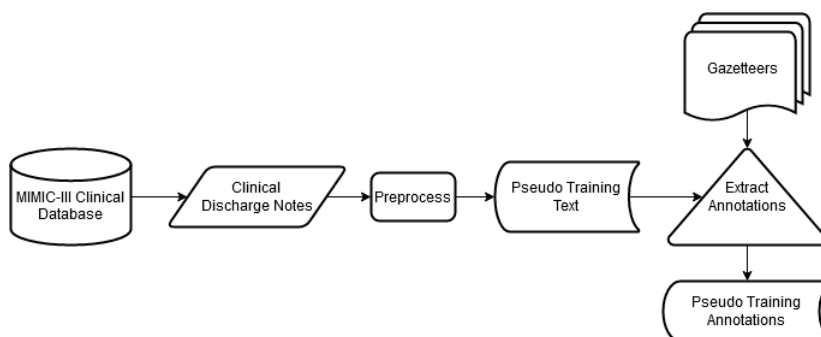 Gazetteers
MIMIC-III Clinical
Database
Clinical
Discharge Notes
Preprocess
Pseudo Training
Text
Extract
Annotations
Pseudo Training
Annotations